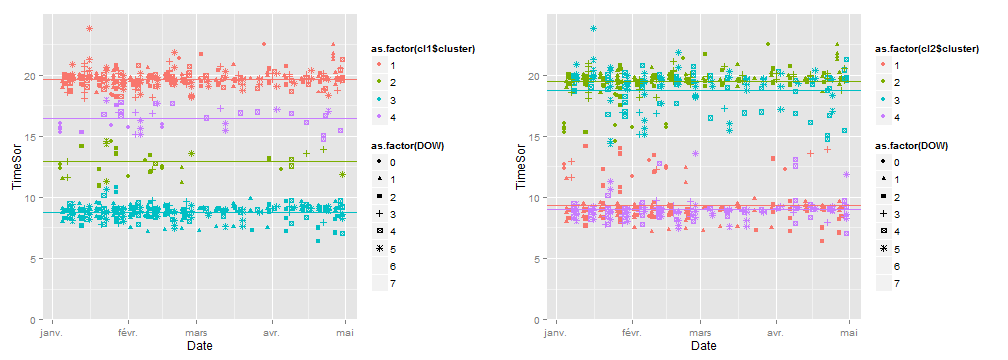 TimeSor
20
15
10
5
0
janv.
févr.
mars
avr.
mai
Date
as.factor(cl1$cluster)
1
2
3
4
as.factor(DOW)
0
1
2
3
4
5
6
7
TimeSor
20
15
10
5
0
janv.
févr.
mars
avr.
mai
Date
as.factor(cl2$cluster)
1
2
3
4
as.factor(DOW)
0
1
2
3
4
5
6
7